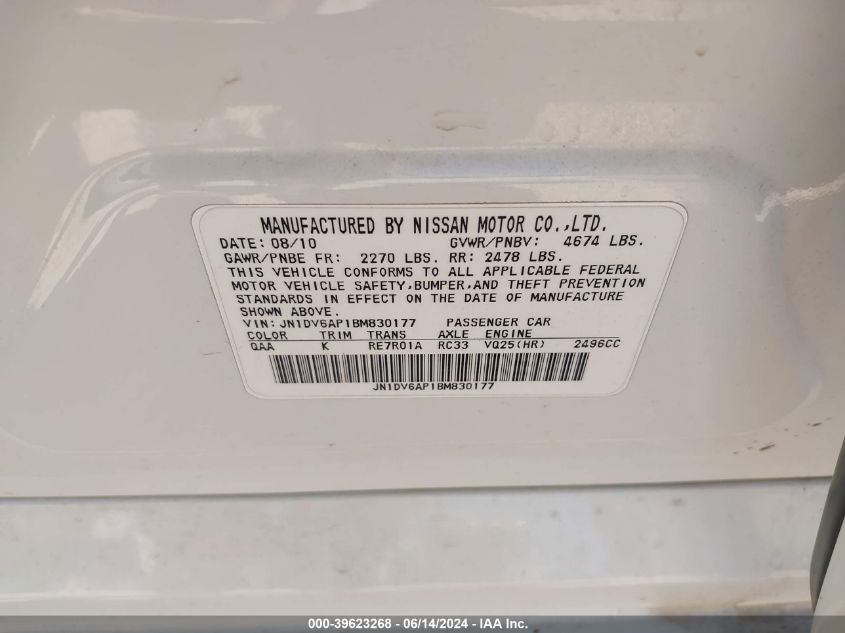 MANUFACTURED BY NISSAN MOTOR CO.,LTD.
DATE: 08/10 GVWR/PNBV: 4674 LBS.
GAWR/PNBE FR: 2270 LBS. RR: 2478 LBS.
THIS VEHICLE CONFORMS TO ALL APPLICABLE FEDERAL
MOTOR VEHICLE SAFETY,BUMPER,AND THEFT PREVENTION
STANDARDS IN EFFECT ON THE DATE OF MANUFACTURE
SHOWN ABOVE.
VIN: JN1DV6AP1BM830177 PASSENGER CAR
COLOR TRIM TRANS AXLE ENGINE
QAA K RE7R01A RC33 VQ25(HR) 2496CC
JN1DV6AP1BM830177
000-39623268 - 06/14/2024 - IAA Inc.